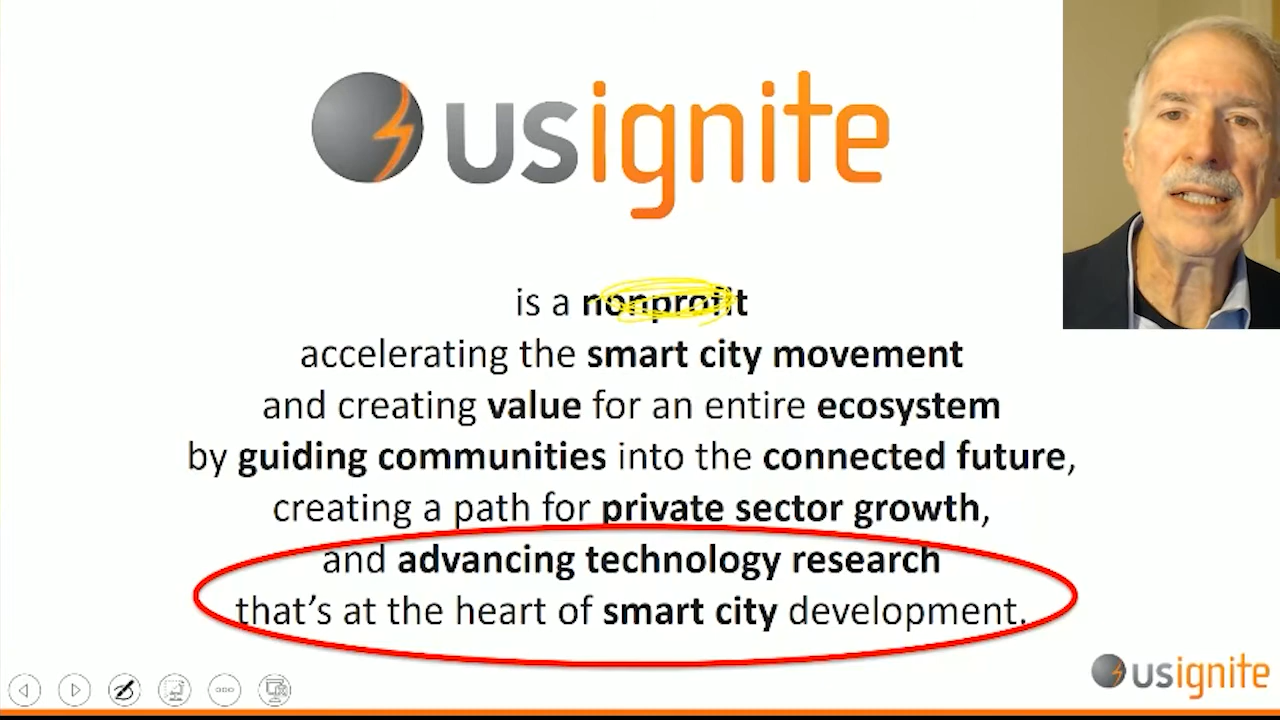 usignite
is a nonprofit
accelerating the smart city movement
and creating value for an entire ecosystem
by guiding communities into the connected future,
creating a path for private sector growth,
and advancing technology research
that’s at the heart of smart city development.
usignite